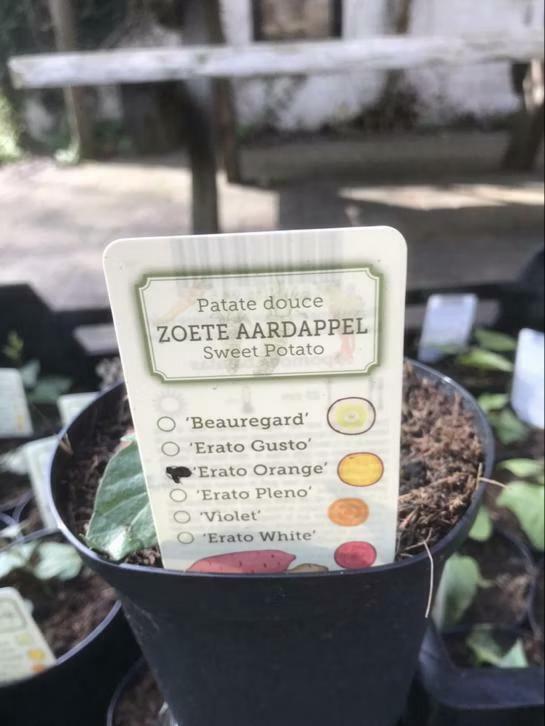 Patate douce
ZOETE AARDAPPEL
Sweet Potato
'Beauregard'
'Erato Gusto'
'Erato Orange'
'Erato Pleno'
'Violet'
'Erato White'